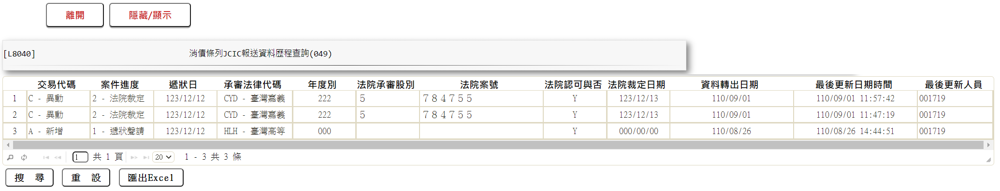 離開 隱藏/顯示
[L8040] 消債條列JCIC報送資料歷程查詢(049)
交易代碼 案件進度 遞狀日 承審法律代碼 年度別 法院承審股別 法院案號 法院認可與否 法院裁定日期 資料轉出日期 最後更新日期時間 最後更新人員
1 C - 異動 2 - 法院裁定 123/12/12 CYD - 臺灣嘉義 222 5 784755 Y 123/12/13 110/09/01 110/09/01 11:57:42 001719
2 C - 異動 2 - 法院裁定 123/12/12 CYD - 臺灣嘉義 222 5 784755 Y 123/12/13 110/09/01 110/09/01 11:47:19 001719
3 A - 新增 1 - 遞狀聲請 123/12/12 HLH - 臺灣高等 000 Y 000/00/00 110/08/26 110/08/26 14:44:51 001719
1 共 1 頁 20 1 - 3 共 3 條
搜 尋 重 設 匯出Excel